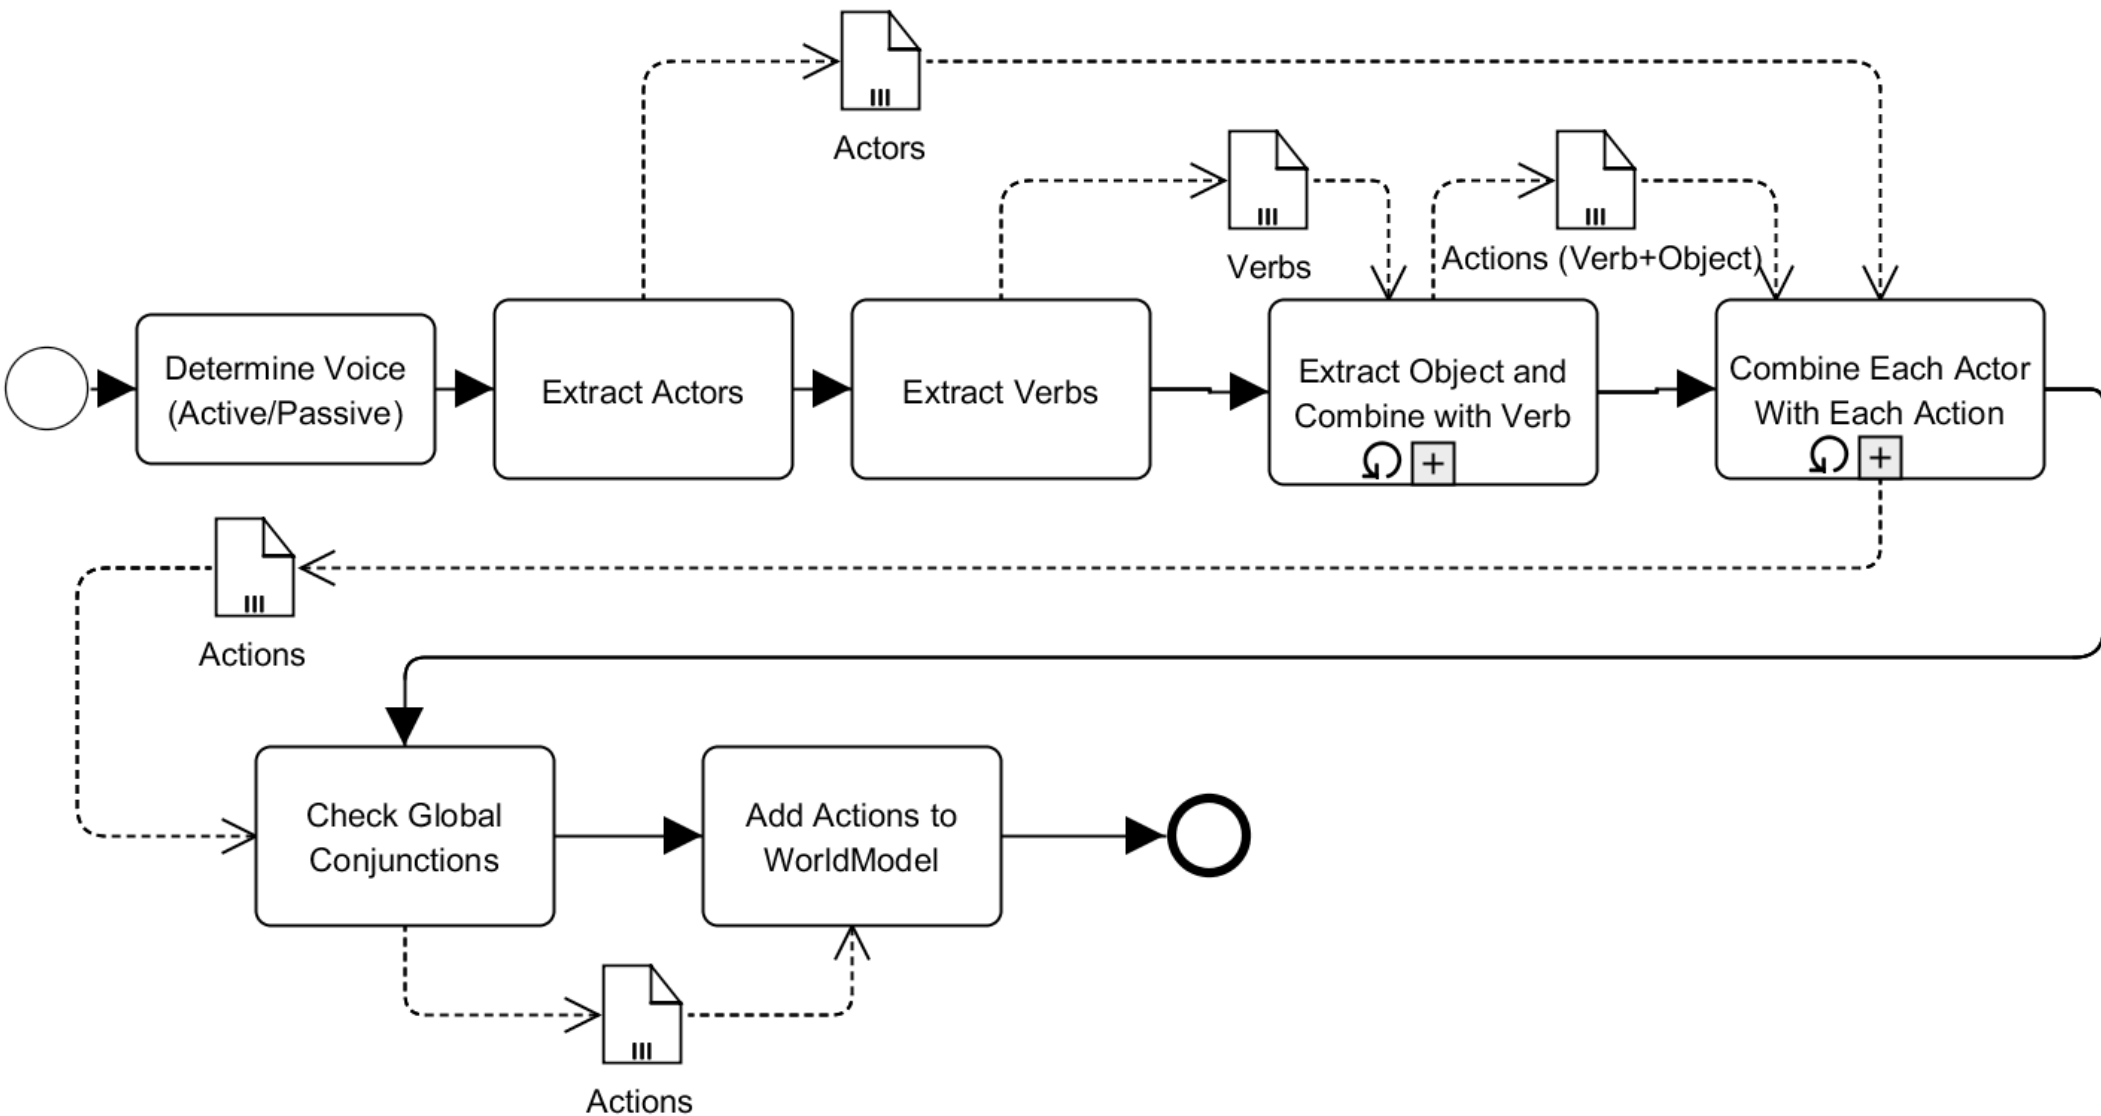 Actors
Verbs
Actions (Verb+Object)
Determine Voice
(Active/Passive)
Extract Actors
Extract Verbs
Extract Object and
Combine with Verb
Combine Each Actor
With Each Action
Actions
Check Global
Conjunctions
Add Actions to
WorldModel
Actions